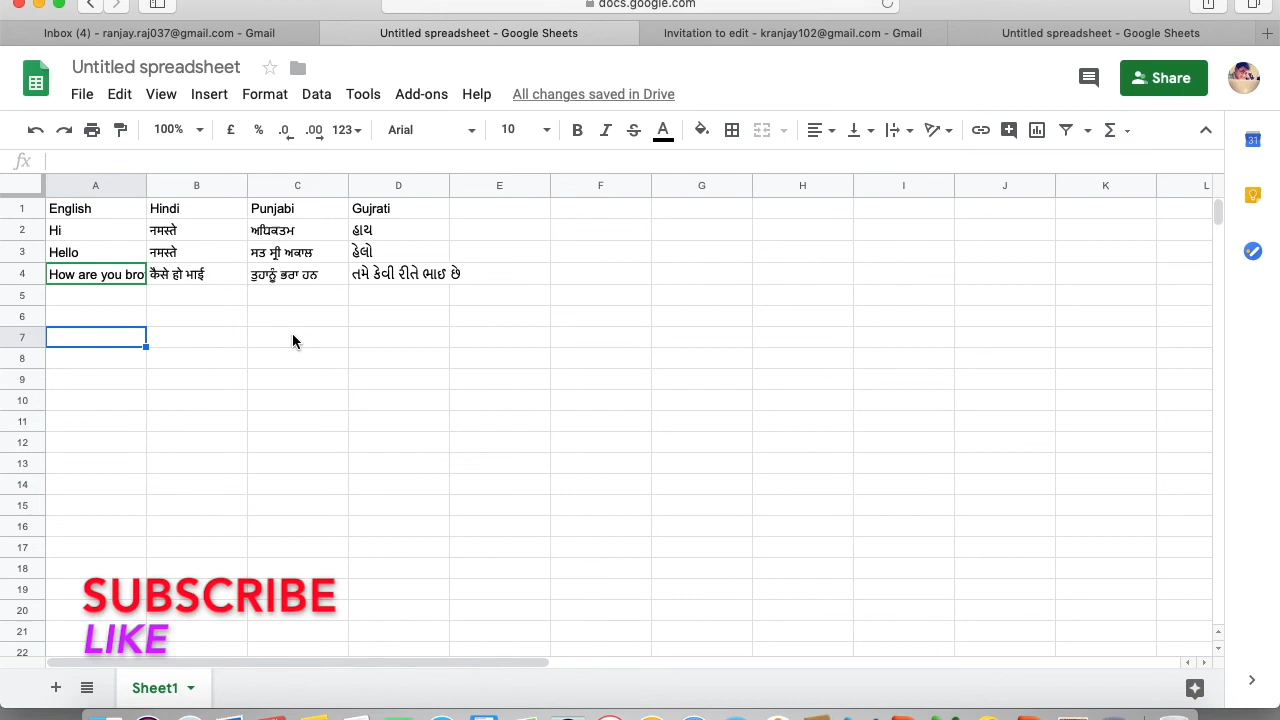 docs.google.com
Inbox (4) - ranjay.raj037@gmail.com - Gmail
Untitled spreadsheet - Google Sheets
Invitation to edit - kranjay102@gmail.com - Gmail
Untitled spreadsheet - Google Sheets
Untitled spreadsheet
Share
File Edit View Insert Format Data Tools Add-ons Help All changes saved in Drive
100% £ % .0 .00 123 Arial 10 B I S A
31
fx
A B C D E F G H I J K L
1 English Hindi Punjabi Gujrati
2 Hi नमस्ते ਅਧਿਕਤਮ હાય
3 Hello नमस्ते ਸਤ ਸ੍ਰੀ ਅਕਾਲ હેલો
4 How are you bro कैसे हो भाई ਤੁਹਾਨੂੰ ਭਰਾ ਹਨ તમે કેવી રીતે ભાઈ છે
5
6
7
8
9
10
11
12
13
14
15
16
17
18
19
20
21
22
SUBSCRIBE
LIKE
Sheet1